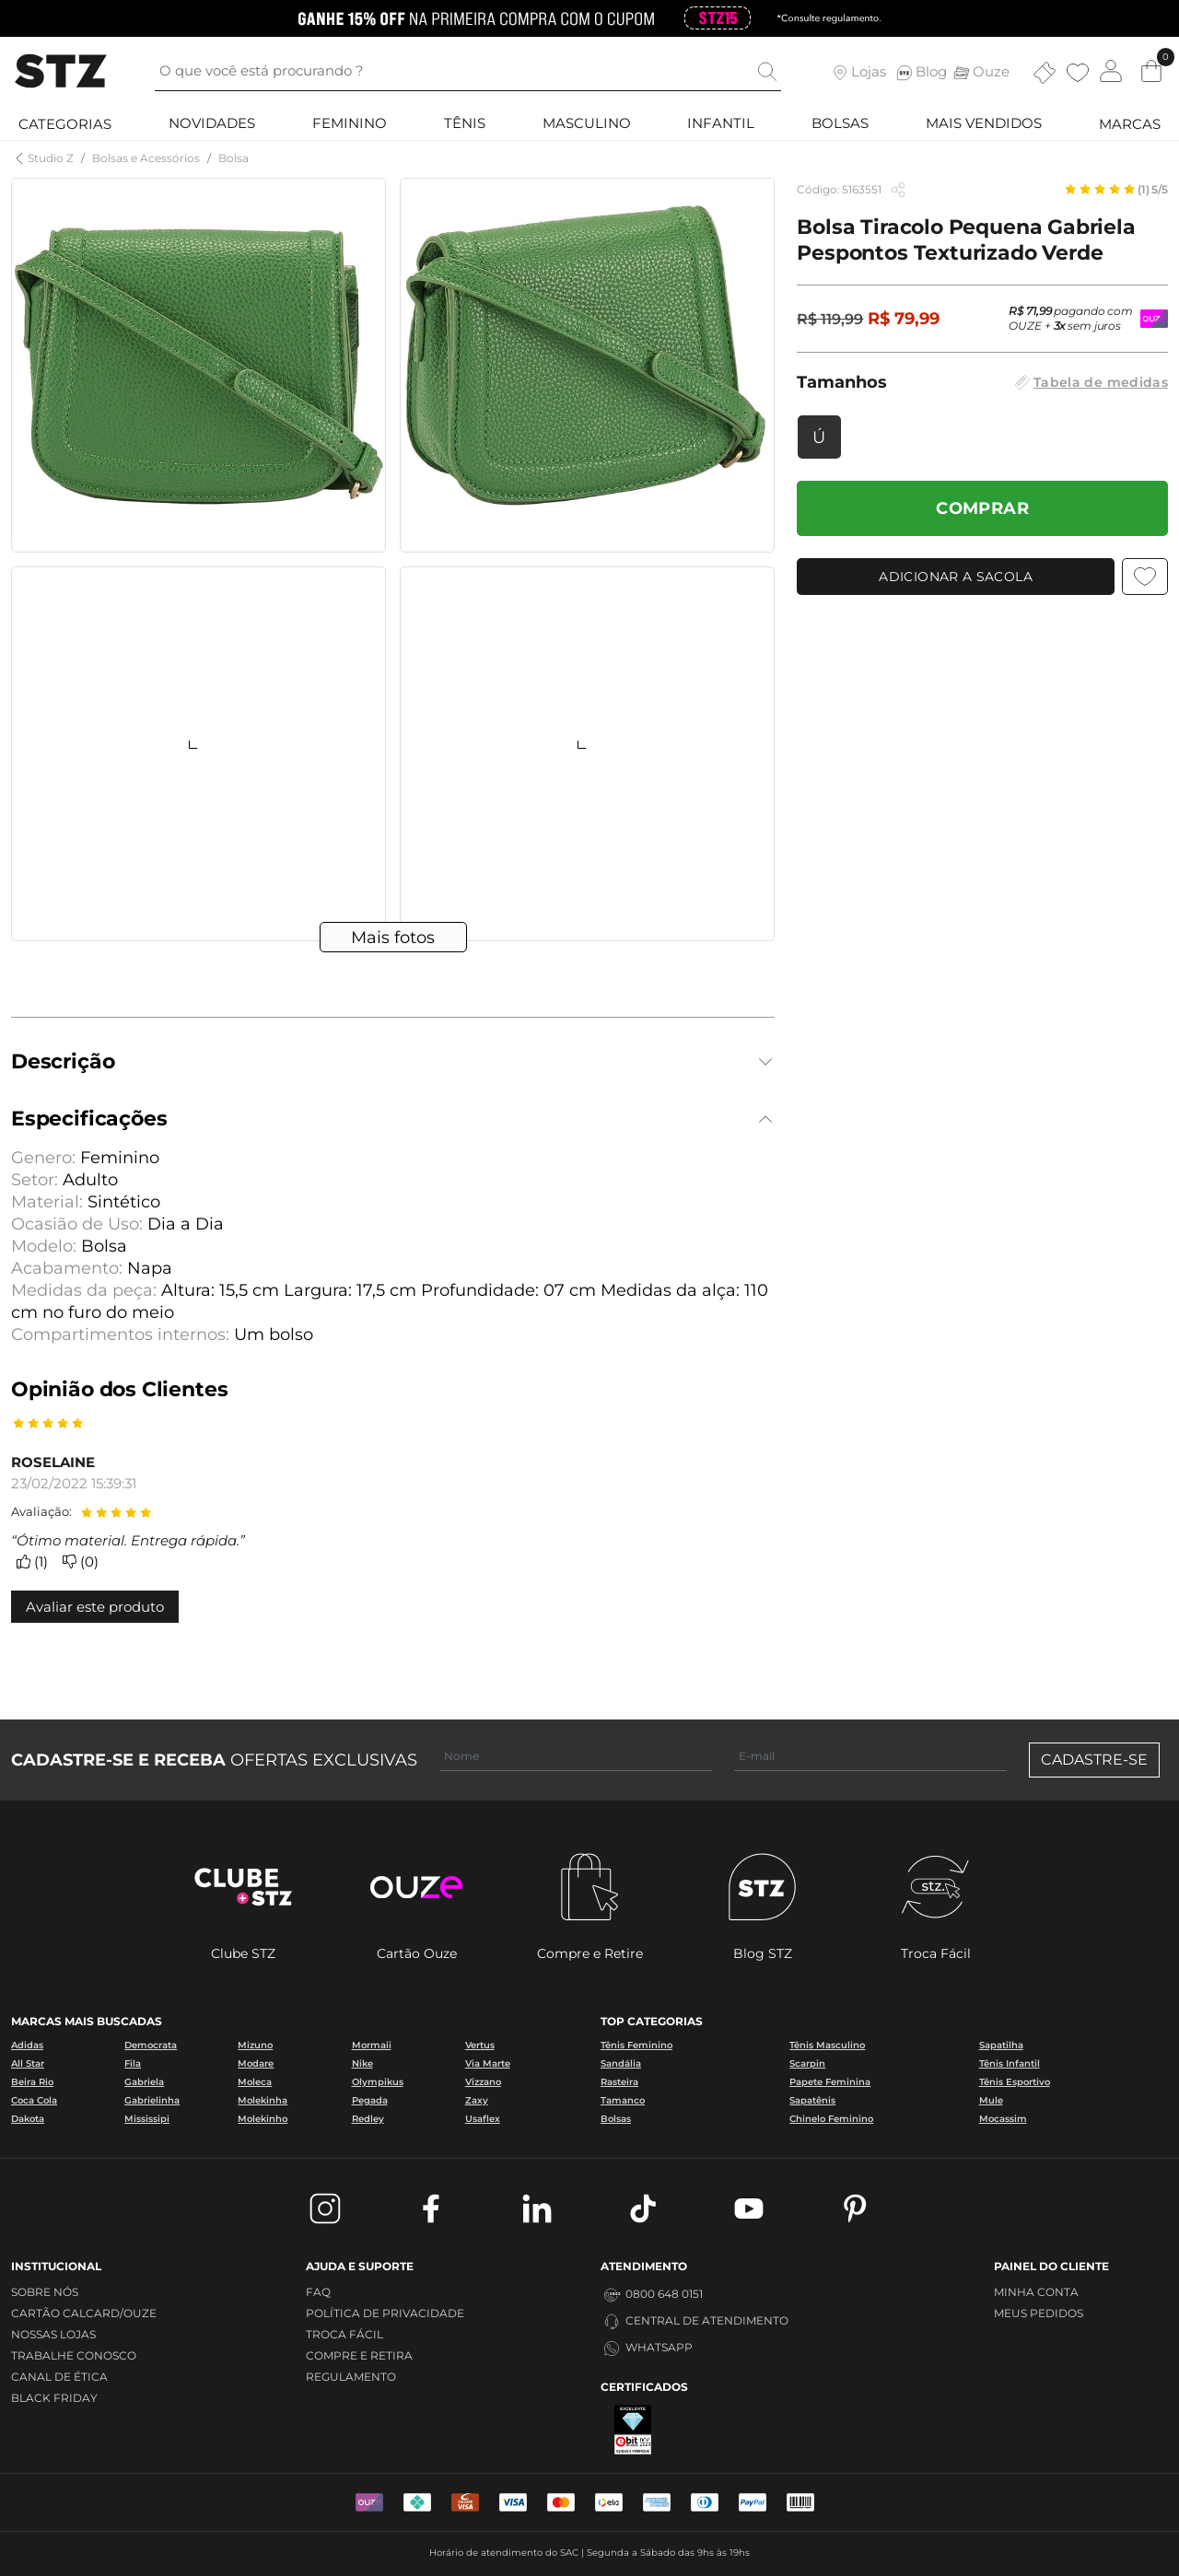 GANHE 15% OFF NA PRIMEIRA COMPRA COM O CUPOM STZ15 *Consulte regulamento.
STZ
O que você está procurando ?
Lojas
STZ Blog
Ouze
0
CATEGORIAS
NOVIDADES
FEMININO
TÊNIS
MASCULINO
INFANTIL
BOLSAS
MAIS VENDIDOS
MARCAS
Studio Z / Bolsas e Acessórios / Bolsa
Código: 5163551
(1) 5/5
Bolsa Tiracolo Pequena Gabriela
Pespontos Texturizado Verde
R$ 119,99 R$ 79,99
R$ 71,99 pagando com
OUZE + 3x sem juros
OUZ
Tamanhos
Tabela de medidas
Ú
COMPRAR
ADICIONAR A SACOLA
Mais fotos
Descrição
Especificações
Genero: Feminino
Setor: Adulto
Material: Sintético
Ocasião de Uso: Dia a Dia
Modelo: Bolsa
Acabamento: Napa
Medidas da peça: Altura: 15,5 cm Largura: 17,5 cm Profundidade: 07 cm Medidas da alça: 110
cm no furo do meio
Compartimentos internos: Um bolso
Opinião dos Clientes
ROSELAINE
23/02/2022 15:39:31
Avaliação:
“Ótimo material. Entrega rápida.”
(1) (0)
Avaliar este produto
CADASTRE-SE E RECEBA OFERTAS EXCLUSIVAS
Nome
E-mail
CADASTRE-SE
CLUBE
+STZ
ouze
STZ
stz.
Clube STZ
Cartão Ouze
Compre e Retire
Blog STZ
Troca Fácil
MARCAS MAIS BUSCADAS
Adidas Democrata Mizuno Mormaii Vertus
All Star Fila Modare Nike Via Marte
Beira Rio Gabriela Moleca Olympikus Vizzano
Coca Cola Gabrielinha Molekinha Pegada Zaxy
Dakota Mississipi Molekinho Redley Usaflex
TOP CATEGORIAS
Tênis Feminino Tênis Masculino Sapatilha
Sandália Scarpin Tênis Infantil
Rasteira Papete Feminina Tênis Esportivo
Tamanco Sapatênis Mule
Bolsas Chinelo Feminino Mocassim
INSTITUCIONAL
SOBRE NÓS
CARTÃO CALCARD/OUZE
NOSSAS LOJAS
TRABALHE CONOSCO
CANAL DE ÉTICA
BLACK FRIDAY
AJUDA E SUPORTE
FAQ
POLÍTICA DE PRIVACIDADE
TROCA FÁCIL
COMPRE E RETIRA
REGULAMENTO
ATENDIMENTO
0800 648 0151
CENTRAL DE ATENDIMENTO
WHATSAPP
CERTIFICADOS
EXCELENTE
ebit
PAINEL DO CLIENTE
MINHA CONTA
MEUS PEDIDOS
OUZ
VISA
VISA
elo
PayPal
Horário de atendimento do SAC | Segunda a Sábado das 9hs às 19hs